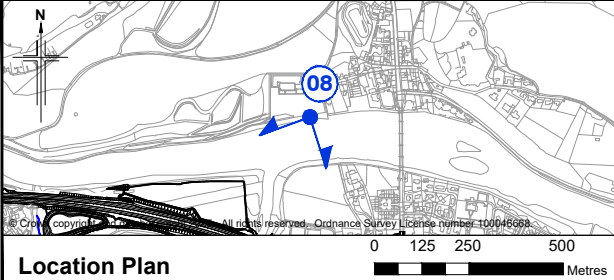 N
08
© Crown copyright All rights reserved. Ordnance Survey License number 100046668.
Location Plan
0 125 250 500
Metres